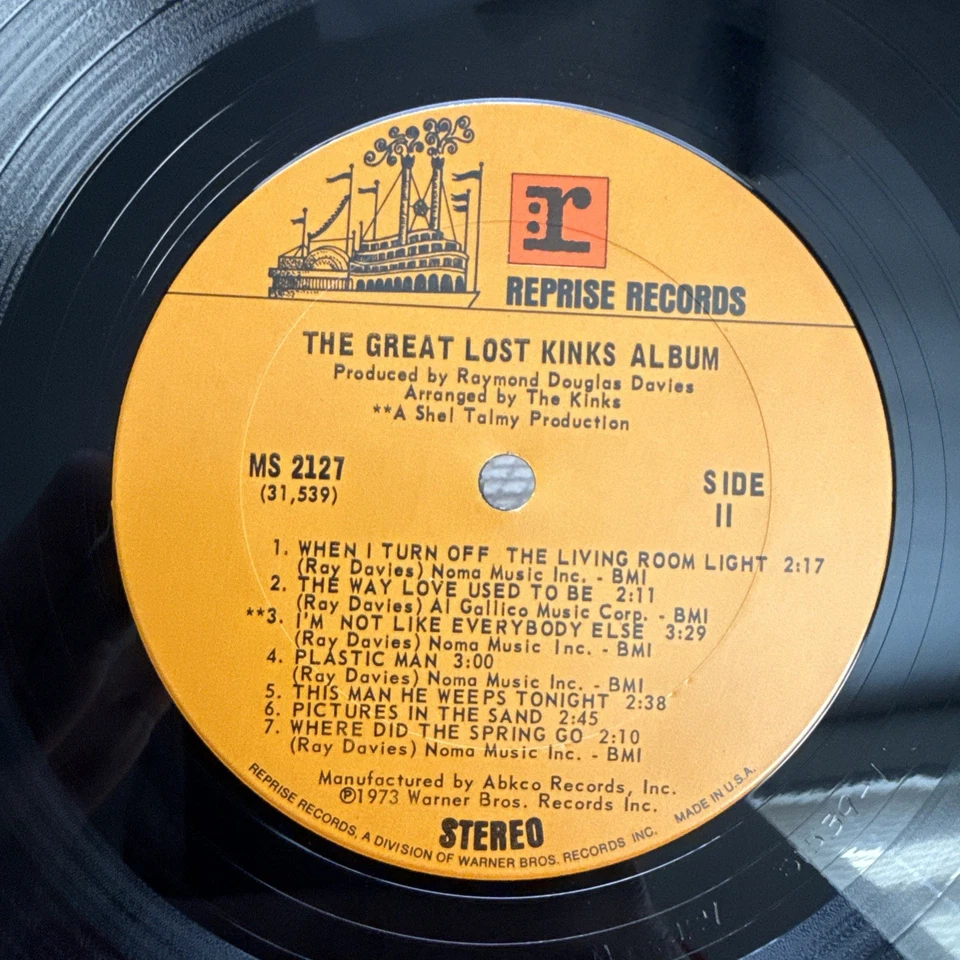 r
REPRISE RECORDS
THE GREAT LOST KINKS ALBUM
Produced by Raymond Douglas Davies
Arranged by The Kinks
**A Shel Talmy Production
MS 2127
(31,539)
SIDE
II
1. WHEN I TURN OFF THE LIVING ROOM LIGHT 2:17
(Ray Davies) Noma Music Inc. - BMI
2. THE WAY LOVE USED TO BE 2:11
(Ray Davies) Al Gallico Music Corp. - BMI
**3. I'M NOT LIKE EVERYBODY ELSE 3:29
(Ray Davies) Noma Music Inc. - BMI
4. PLASTIC MAN 3:00
(Ray Davies) Noma Music Inc. - BMI
5. THIS MAN HE WEEPS TONIGHT 2:38
6. PICTURES IN THE SAND 2:45
7. WHERE DID THE SPRING GO 2:10
(Ray Davies) Noma Music Inc. - BMI
Manufactured by Abkco Records, Inc.
℗1973 Warner Bros. Records Inc.
STEREO
REPRISE RECORDS, A DIVISION OF WARNER BROS. RECORDS INC. MADE IN U.S.A.